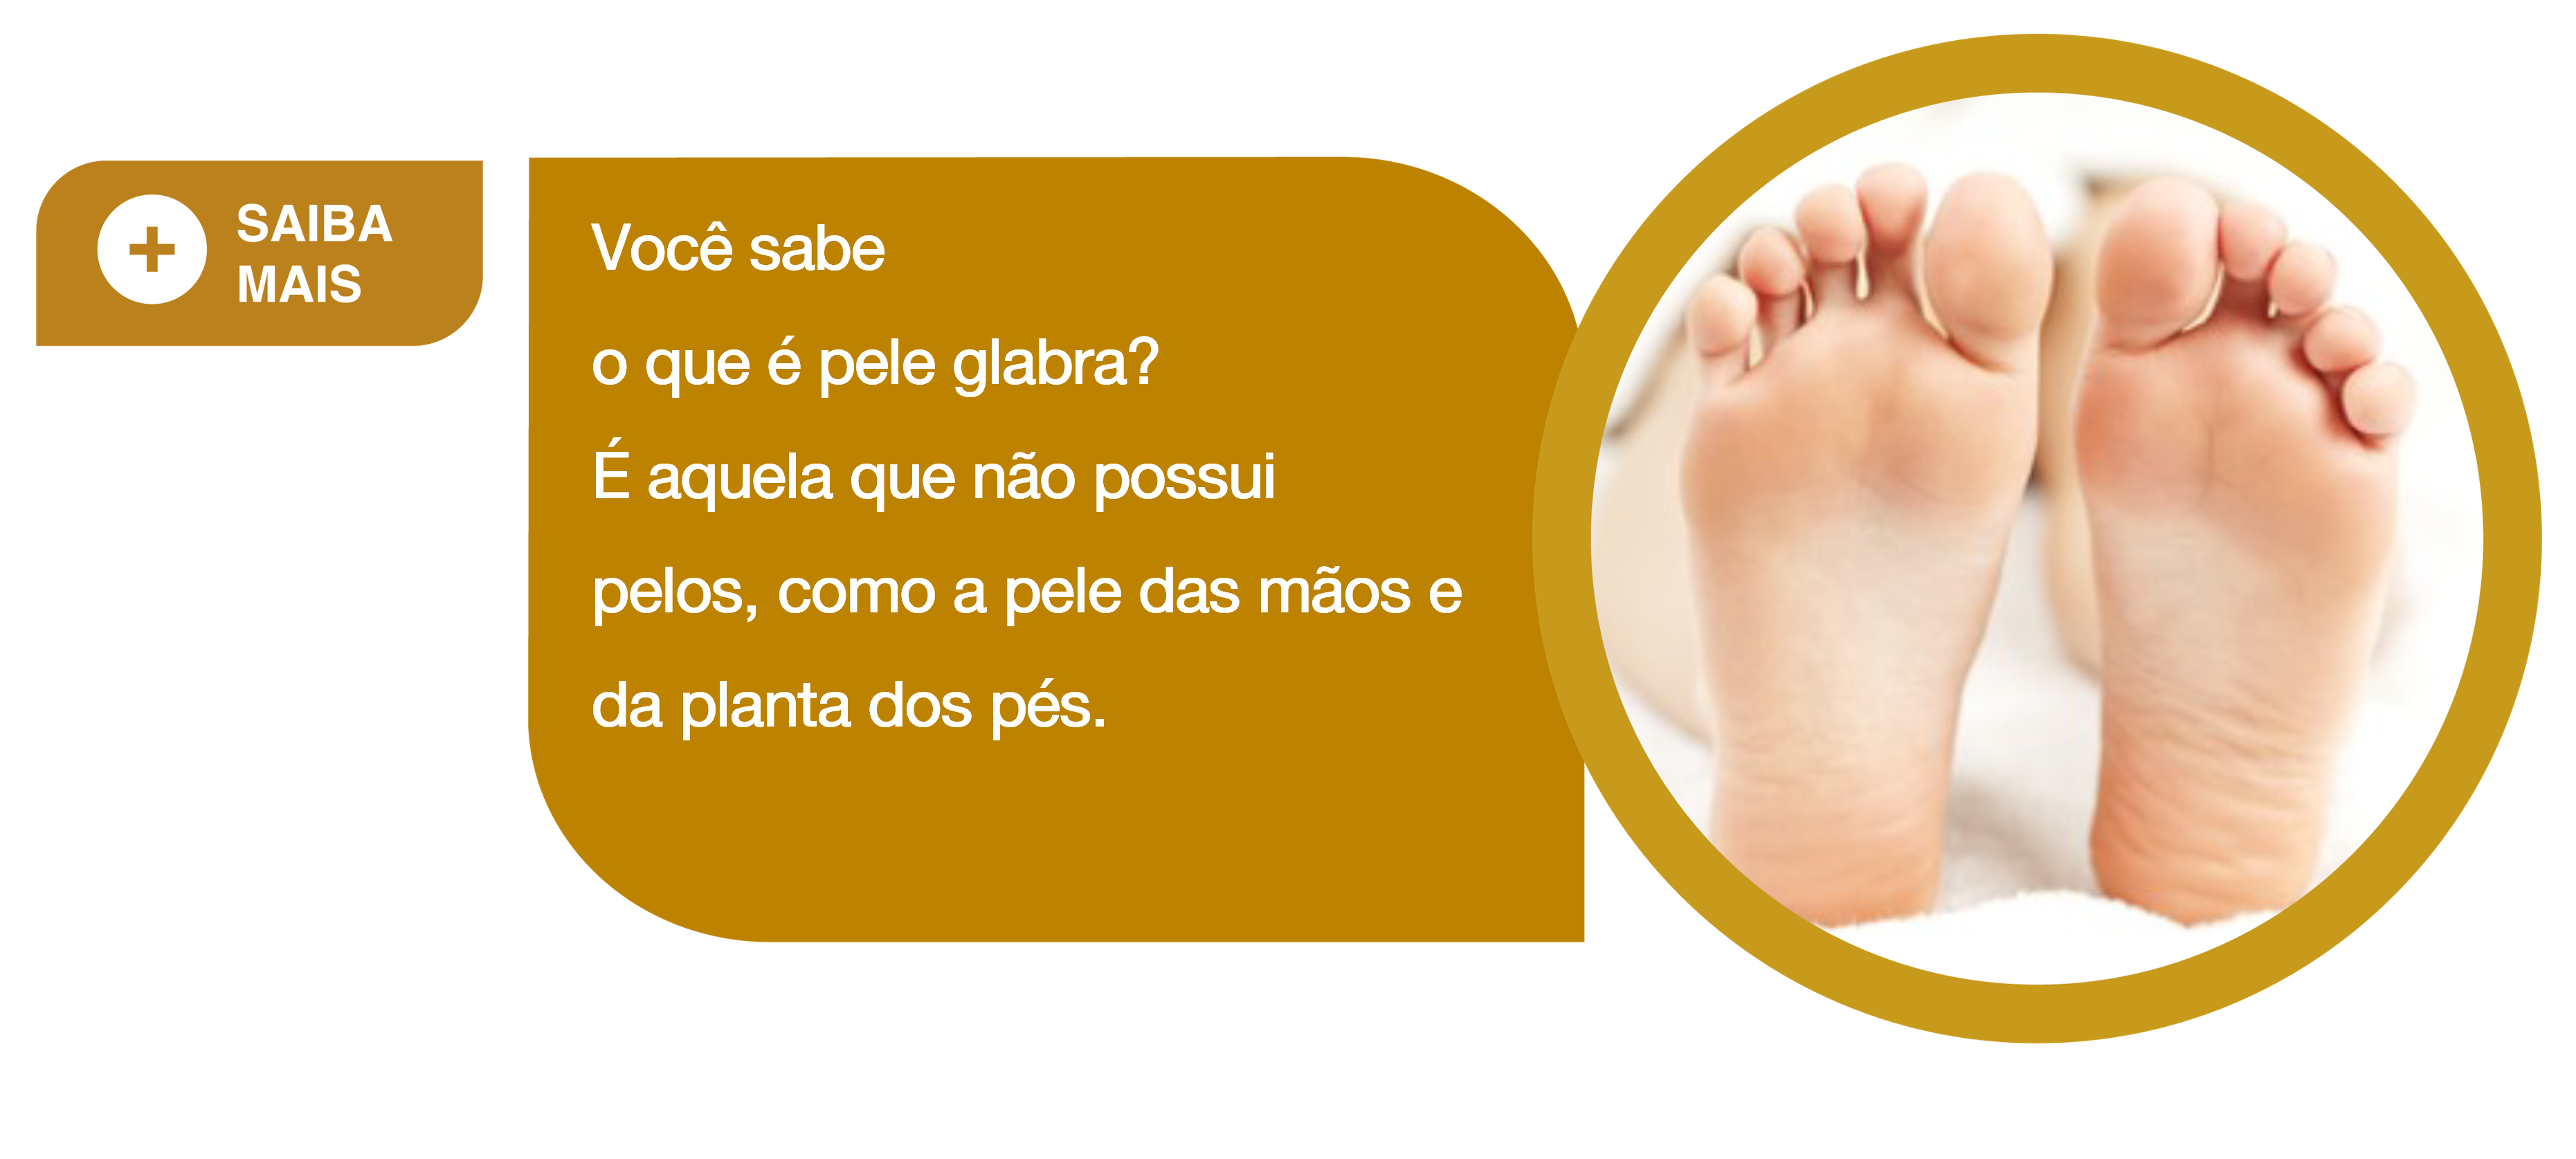 SAIBA
MAIS
Você sabe
o que é pele glabra?
É aquela que não possui
pelos, como a pele das mãos e
da planta dos pés.